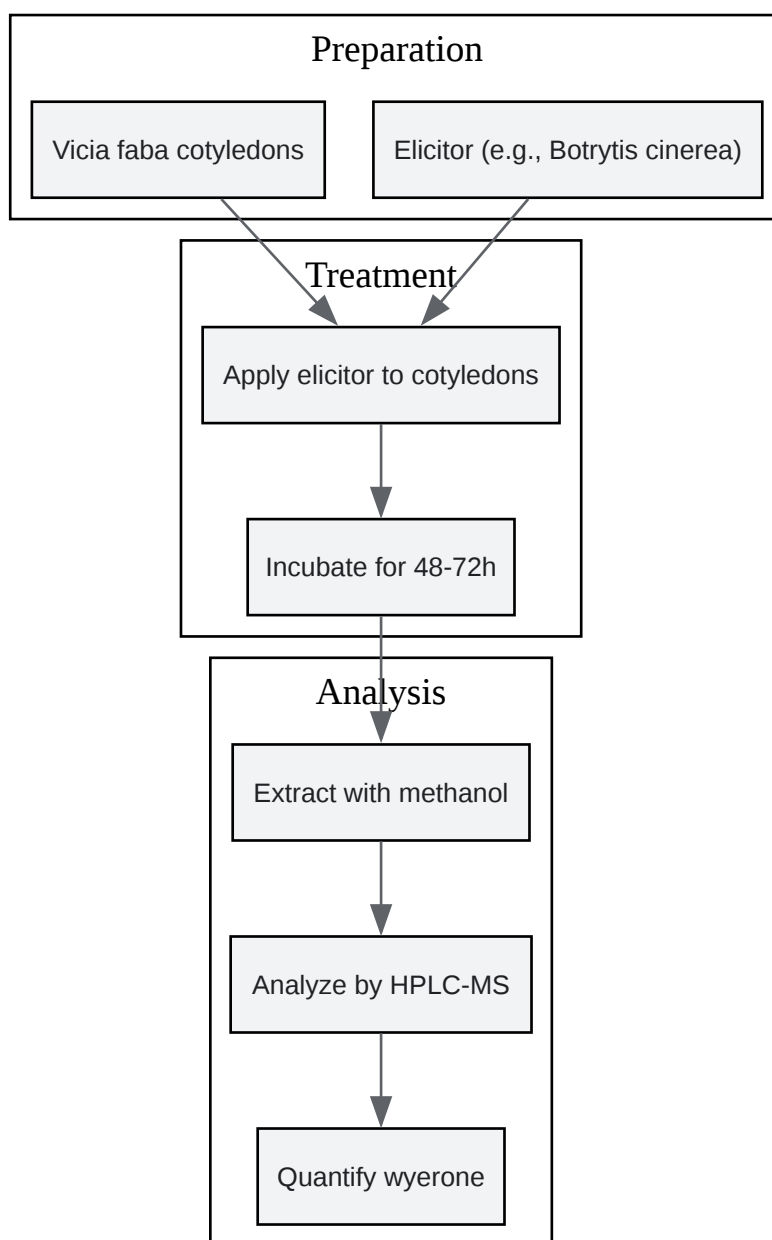 Preparation
Vicia faba cotyledons
Elicitor (e.g., Botrytis cinerea)
Treatment
Apply elicitor to cotyledons
Incubate for 48-72h
Analysis
Extract with methanol
Analyze by HPLC-MS
Quantify wyerone